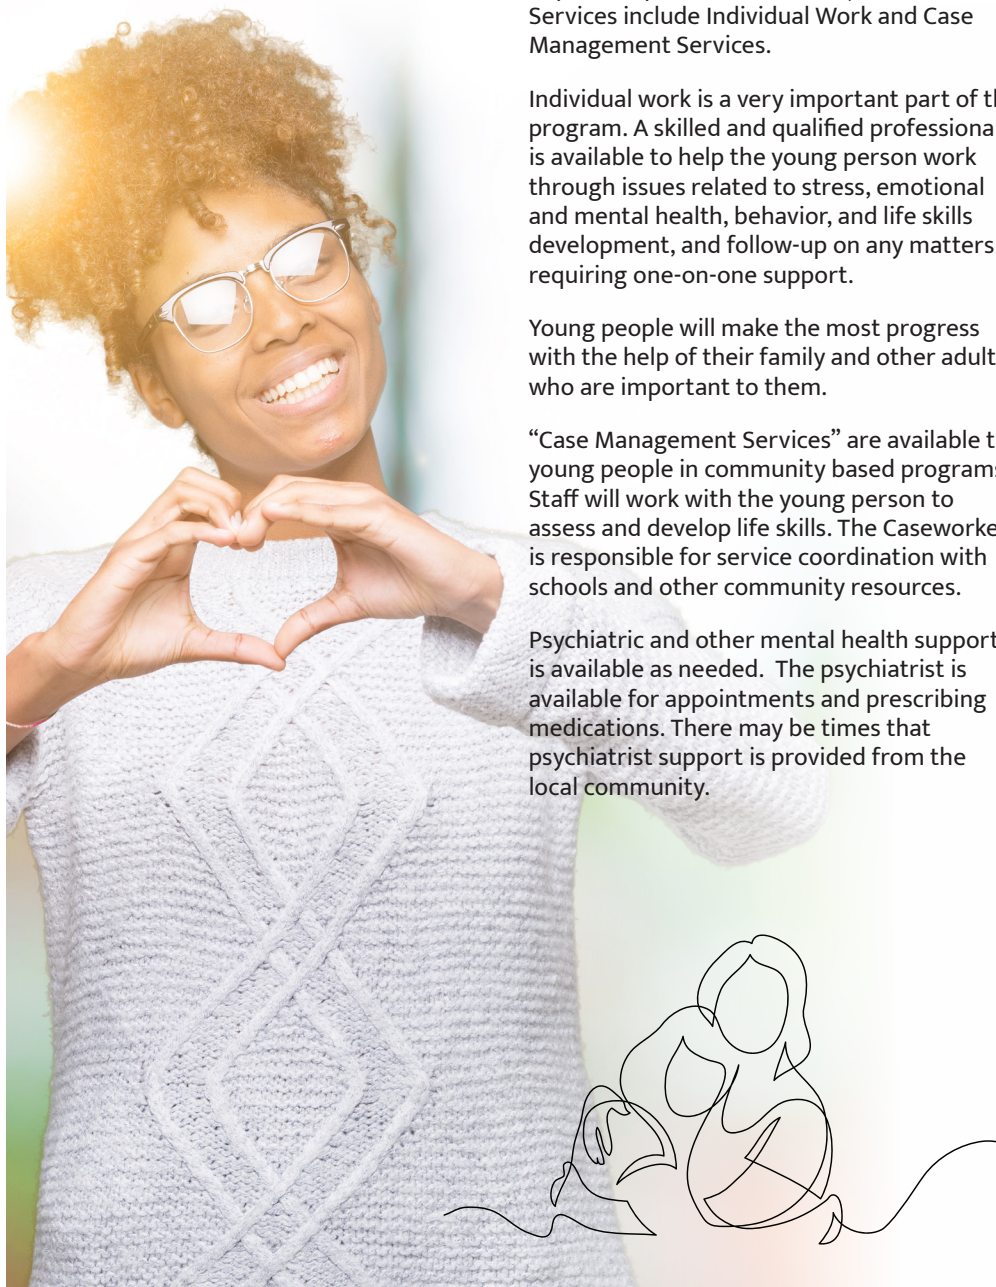 Services include Individual Work and Case
Management Services.
Individual work is a very important part of
program. A skilled and qualified
is available to help the young person work
through issues related to stress, emotional
and mental health, behavior, and life skills
development, and follow-up on any matters
requiring one-on-one support.
Young people will make the most progress
with the help of their family and other adult
who are important to them.
“Case Management Services” are available
young people in community based programs
Staff will work with the young person to
assess and develop life skills. The
is responsible for service coordination with
schools and other community resources.
Psychiatric and other mental health support
is available as needed. The psychiatrist is
available for appointments and prescribing
medications. There may be times that
psychiatrist support is provided from the
local community.